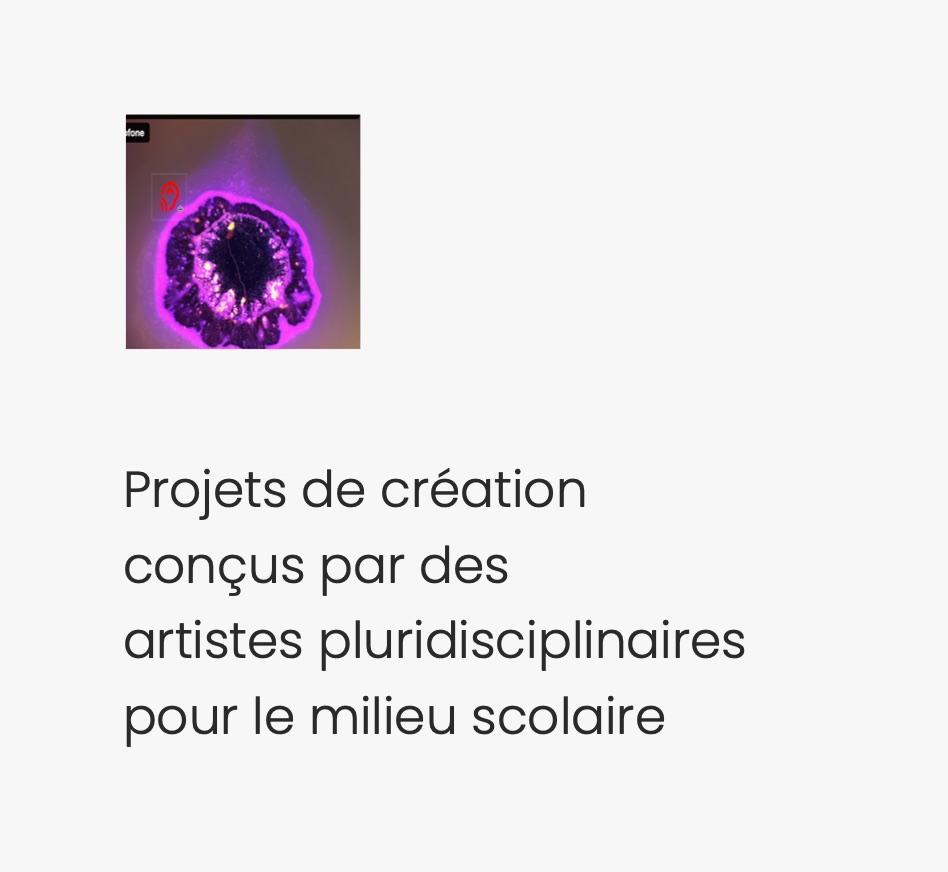 Projets de création
conçus par des
artistes pluridisciplinaires
pour le milieu scolaire